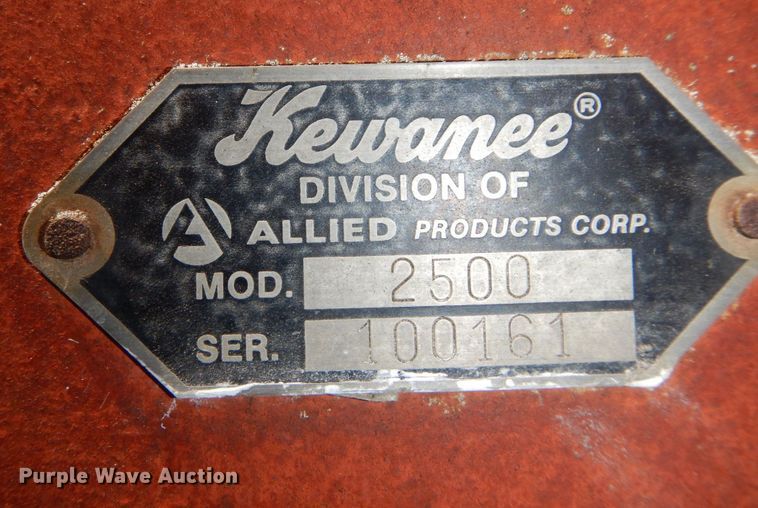 Kewanee®
DIVISION OF
ALLIED PRODUCTS CORP.
MOD. 2500
SER. 100161
Purple Wave Auction